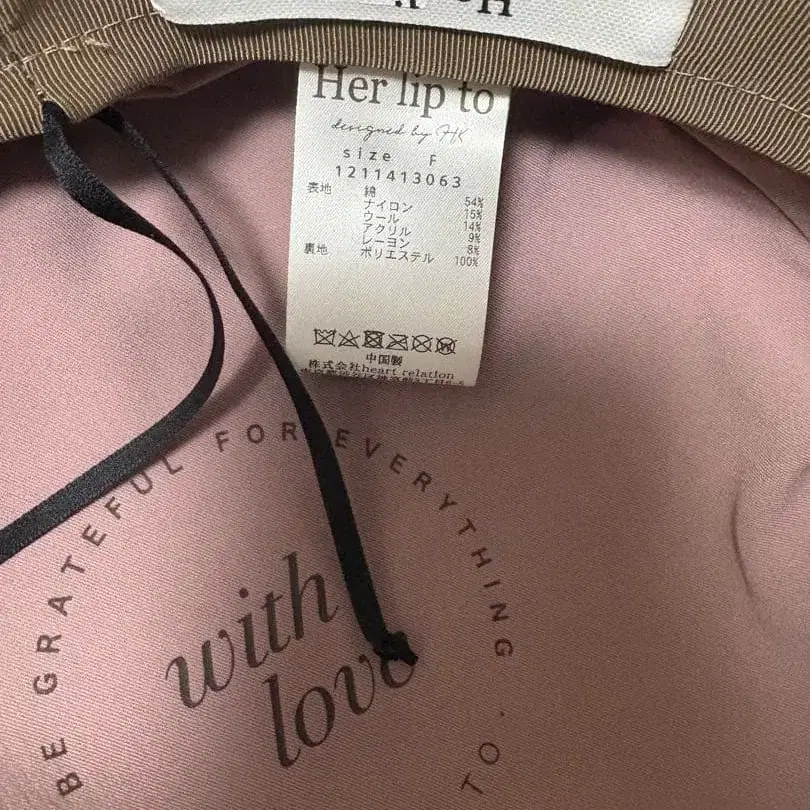 Her lip to
designed by HK
size F
1211413063
表地 綿 54%
ナイロン 15%
ウール 14%
アクリル 9%
レーヨン 8%
裏地 ポリエステル 100%
中国製
株式会社heart relation
BE GRATEFUL FOR EVERYTHING
TO.
with
love